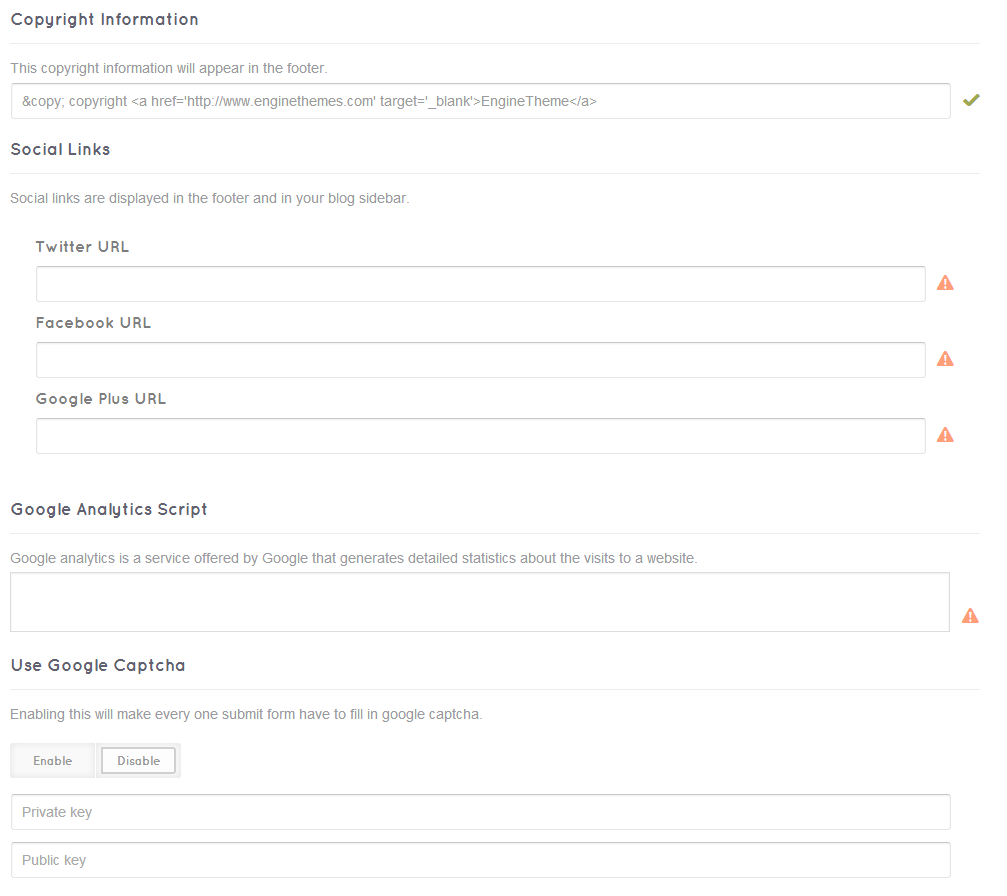 Copyright Information
This copyright information will appear in the footer.
&copy; copyright <a href='http://www.enginethemes.com' target='_blank'>EngineTheme</a>
Social Links
Social links are displayed in the footer and in your blog sidebar.
Twitter URL
Facebook URL
Google Plus URL
Google Analytics Script
Google analytics is a service offered by Google that generates detailed statistics about the visits to a website.
Use Google Captcha
Enabling this will make every one submit form have to fill in google captcha.
Enable Disable
Private key
Public key